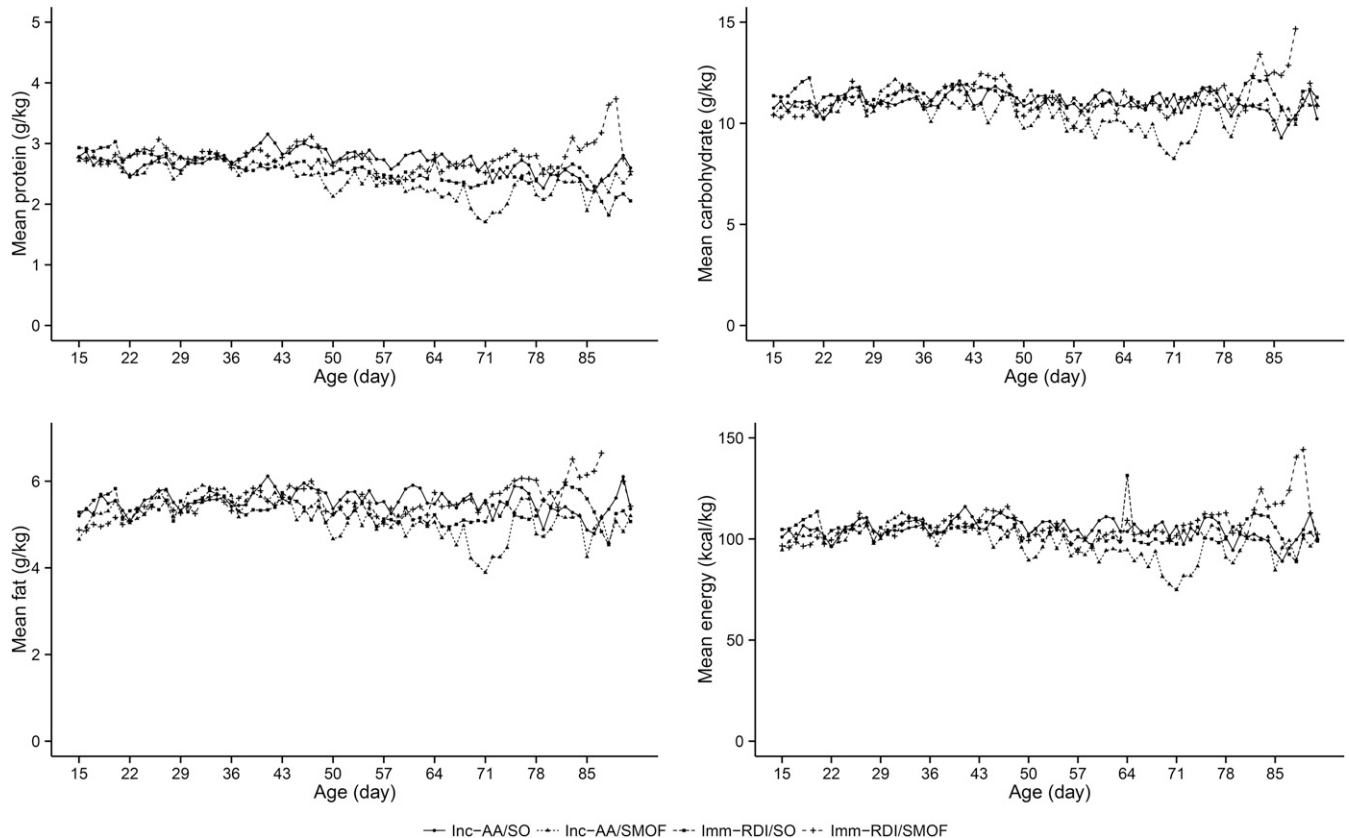 Mean protein (g/kg)
5
4
3
2
1
0
15 22 29 36 43 50 57 64 71 78 85
Age (day)
Mean carbohydrate (g/kg)
15
10
5
0
15 22 29 36 43 50 57 64 71 78 85
Age (day)
Mean fat (g/kg)
6
4
2
0
15 22 29 36 43 50 57 64 71 78 85
Age (day)
Mean energy (kcal/kg)
150
100
50
0
15 22 29 36 43 50 57 64 71 78 85
Age (day)
Inc−AA/SO Inc−AA/SMOF Imm−RDI/SO Imm−RDI/SMOF